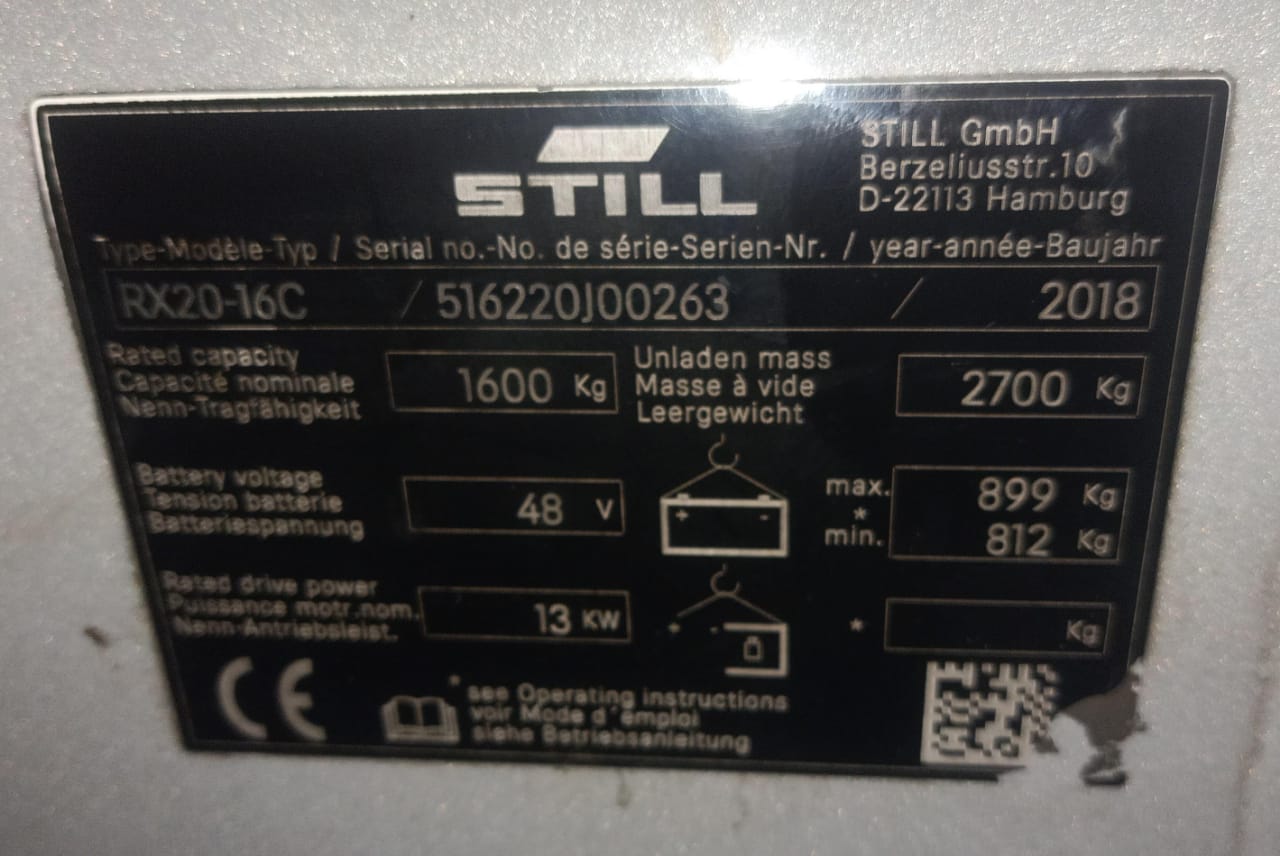 STILL
STILL GmbH
Berzeliusstr.10
D-22113 Hamburg
Type-Modèle-Typ / Serial no.-No. de série-Serien-Nr. / year-année-Baujahr
RX20-16C / 516220J00263 / 2018
Rated capacity
Capacité nominale
Nenn-Tragfähigkeit
1600 Kg
Unladen mass
Masse à vide
Leergewicht
2700 Kg
Battery voltage
Tension batterie
Batteriespannung
48 V
+ -
max. 899 Kg
*
min. 812 Kg
Rated drive power
Puissance motr.nom.
Nenn-Antriebsleist.
13 KW
+ -
* Kg
CE
* see Operating instructions
voir Mode d'emploi
siehe Betriebsanleitung